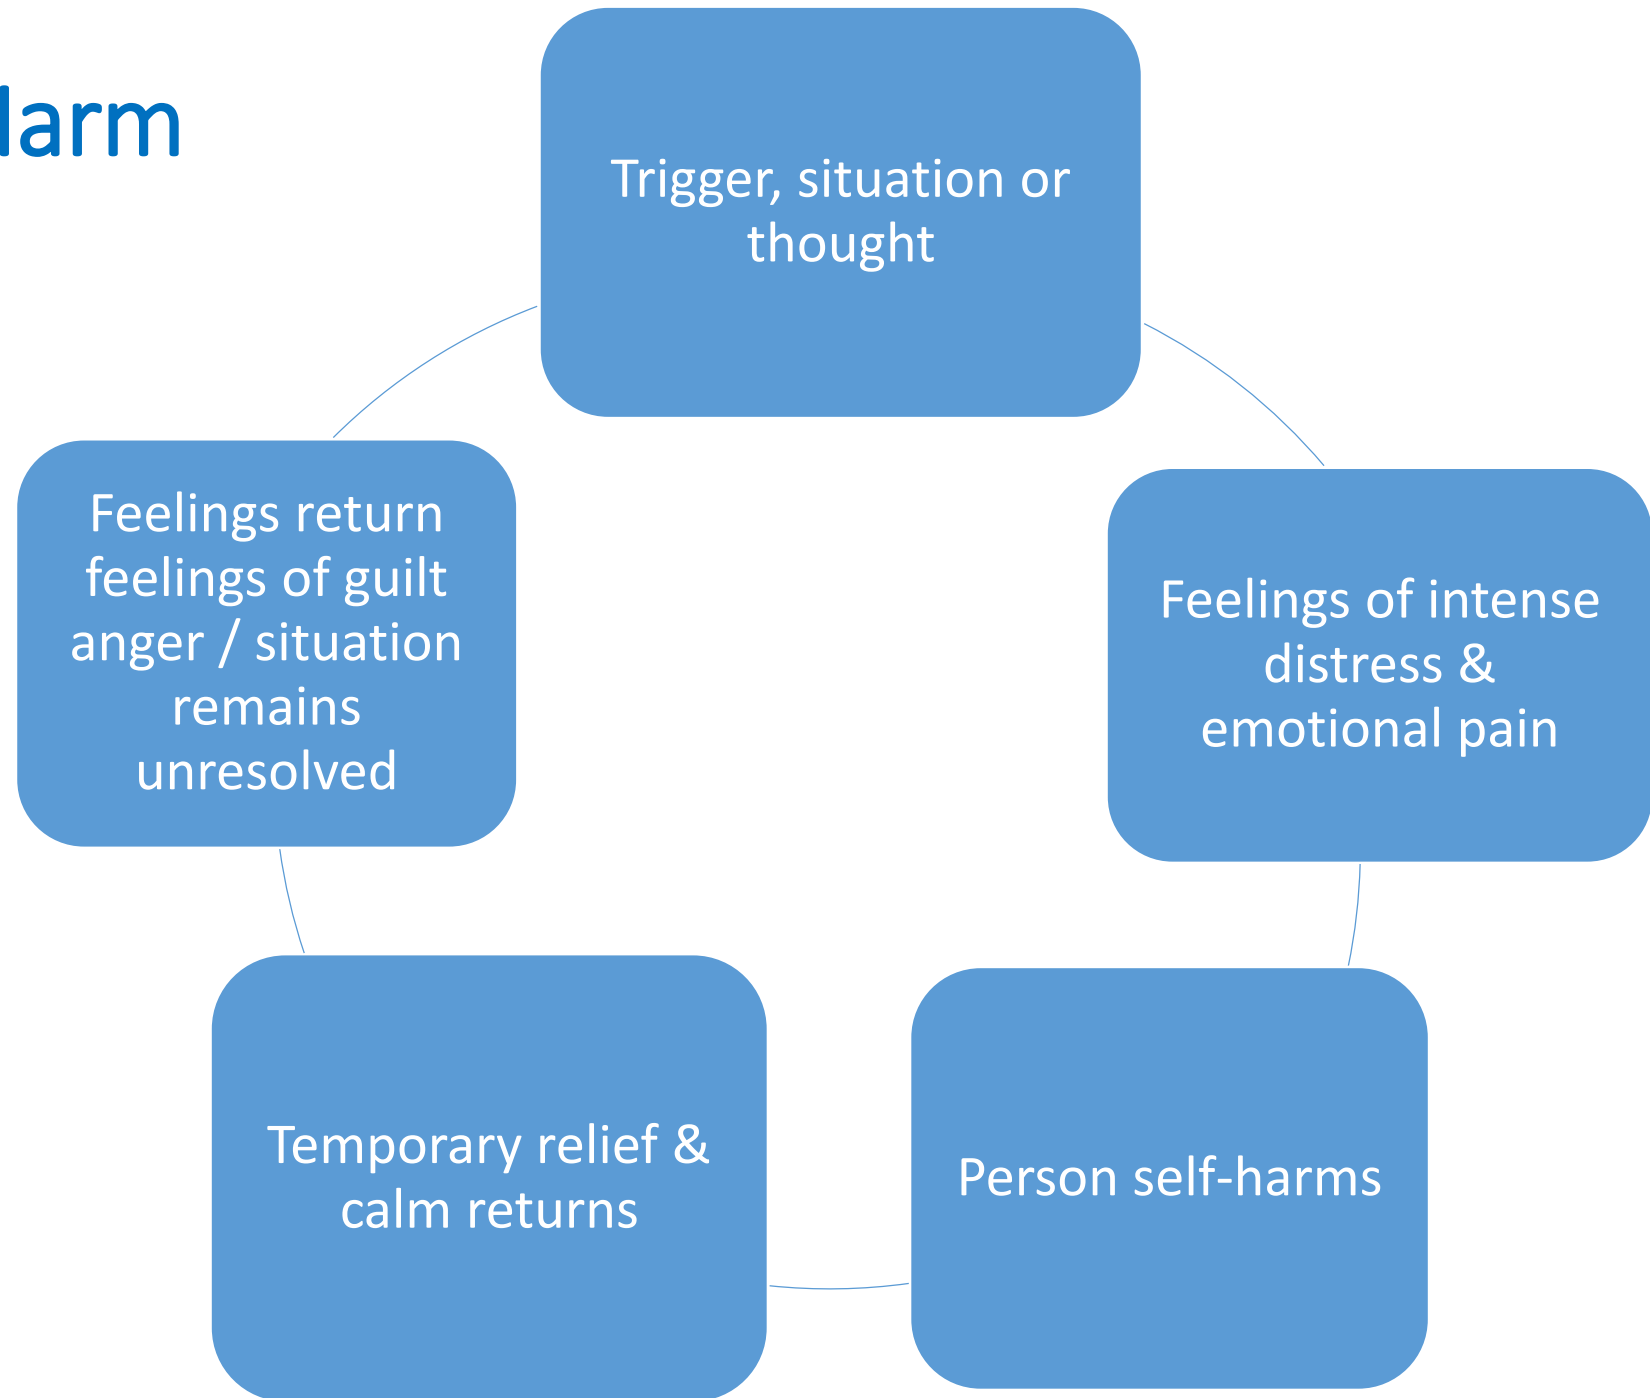 Harm
Trigger, situation or
thought
Feelings of intense
distress &
emotional pain
Person self-harms
Temporary relief &
calm returns
Feelings return
feelings of guilt
anger / situation
remains
unresolved